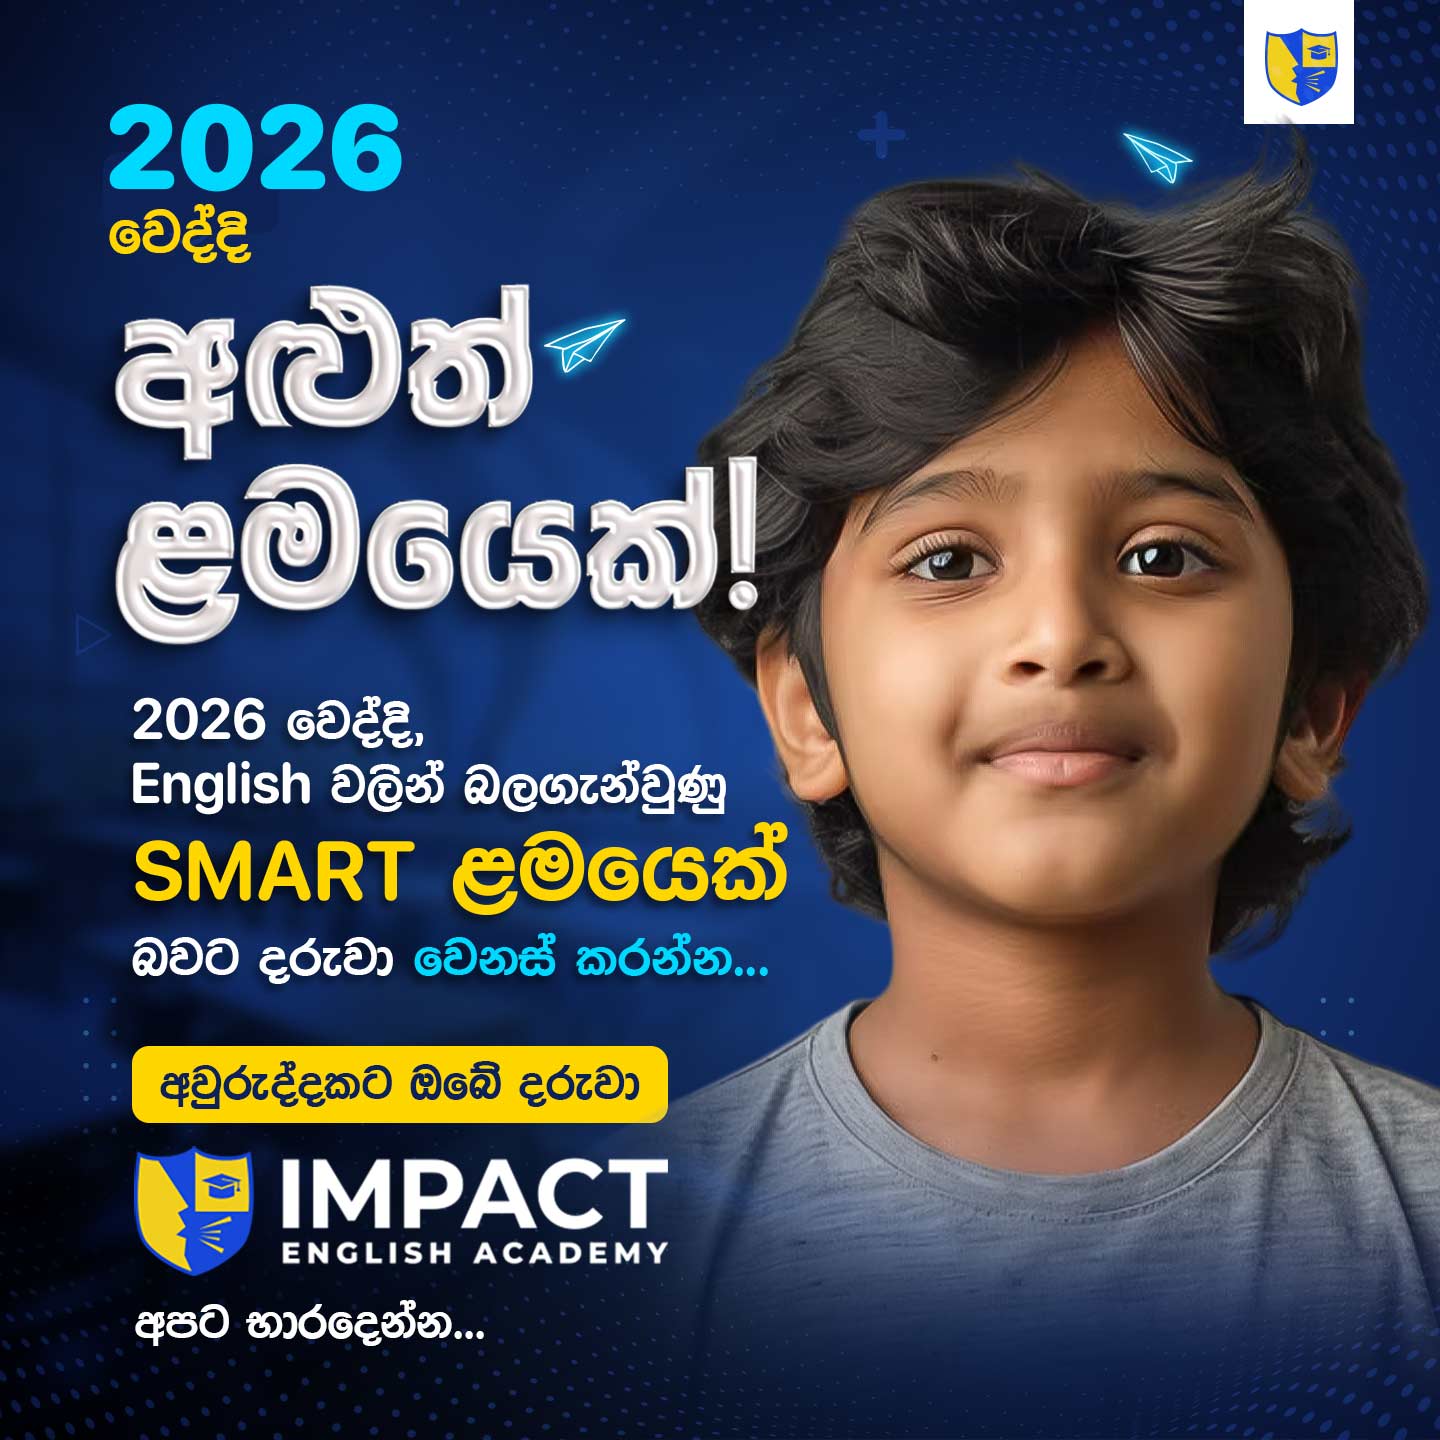 2026
වෙද්දි
අළුත්
ළමයෙක්!
2026 වෙද්දි,
English වලින් බලගැන්වුණු
SMART ළමයෙක්
බවට දරුවා වෙනස් කරන්න...
අවුරුද්දකට ඔබේ දරුවා
IMPACT
ENGLISH ACADEMY
අපට භාරදෙන්න...